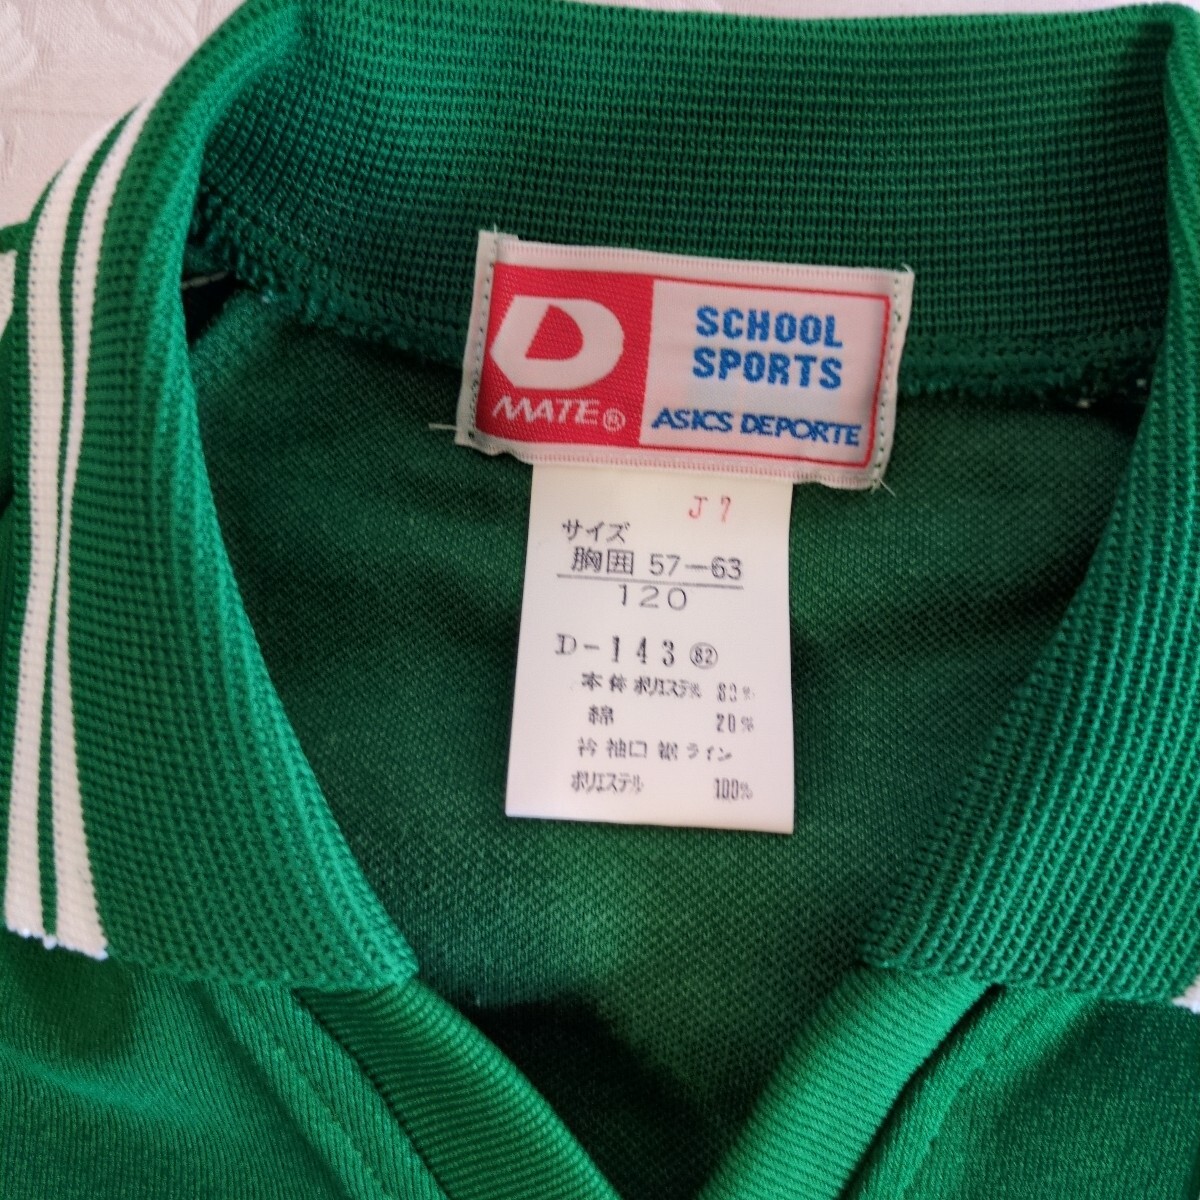 D
MATE®
SCHOOL
SPORTS
ASICS DEPORTE
J7
サイズ
胸囲 57-63
120
D-143 82
本体 ポリエステル 80%
綿 20%
衿 袖口 裾ライン
ポリエステル 100%